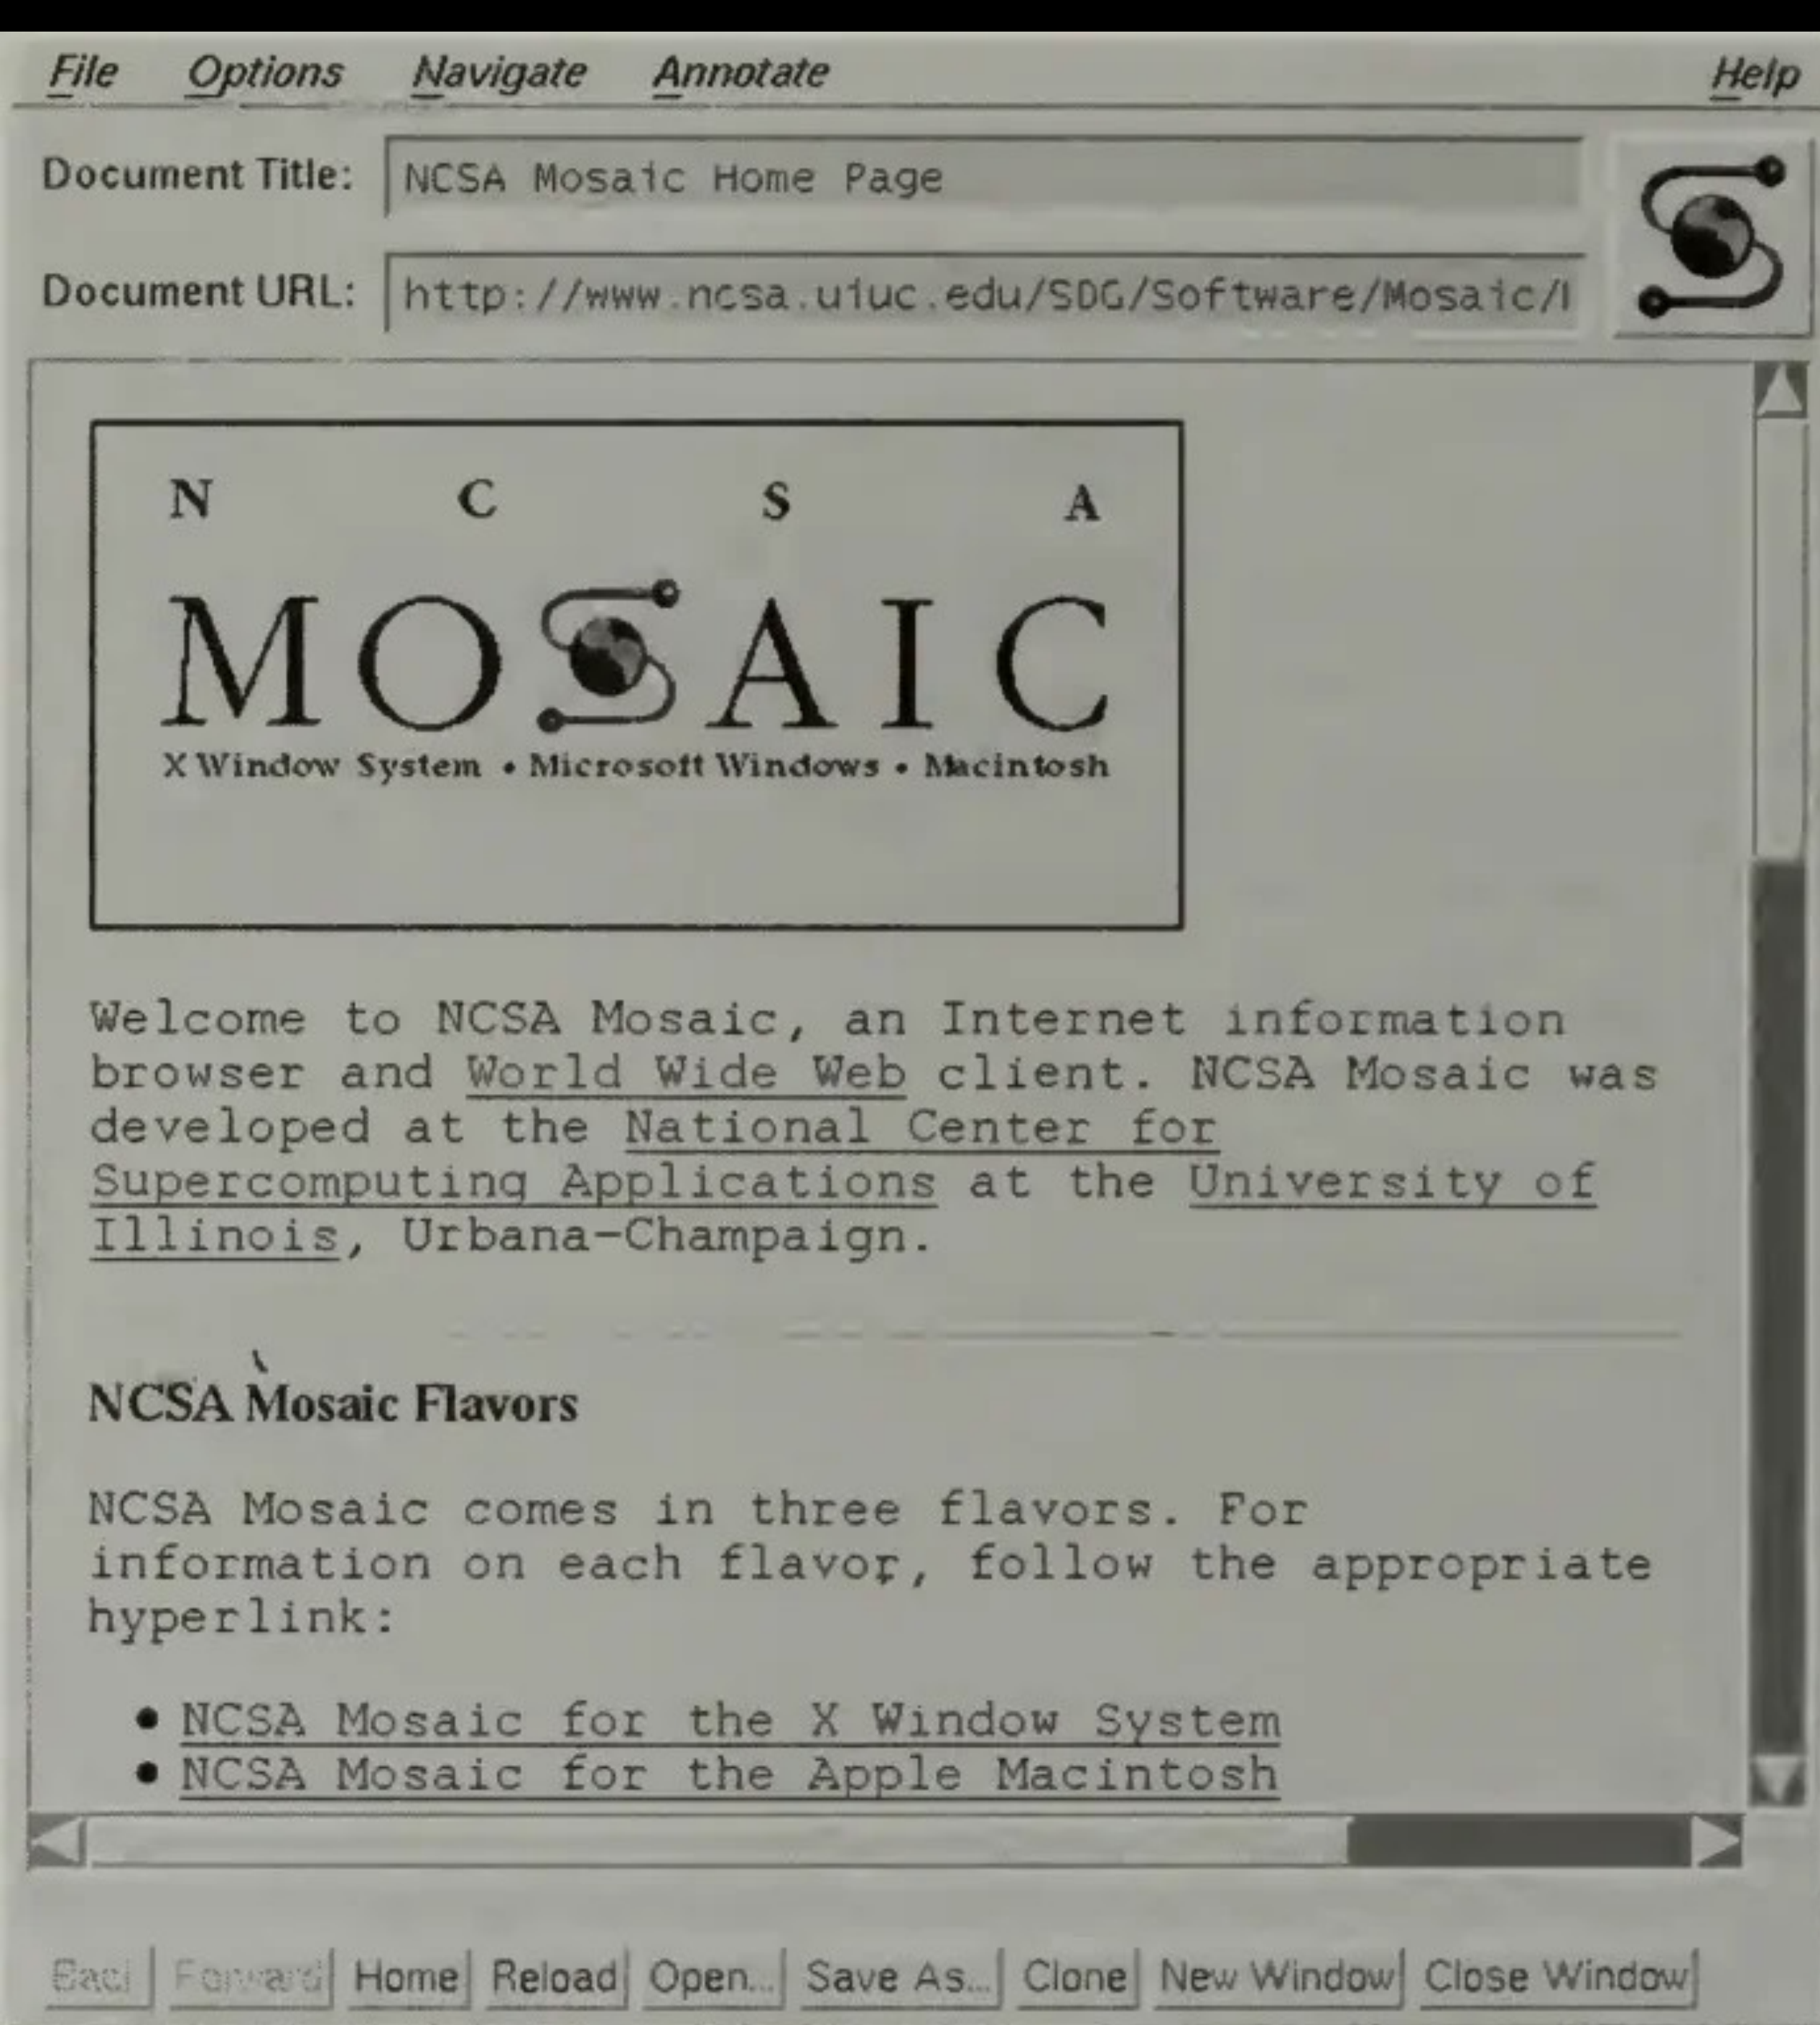 File Options Navigate Annotate Help
Document Title: NCSA Mosaic Home Page
Document URL: http://www.ncsa.uiuc.edu/SDG/Software/Mosaic/
N C S A
MOSAIC
X Window System • Microsoft Windows • Macintosh
Welcome to NCSA Mosaic, an Internet information
browser and World Wide Web client. NCSA Mosaic was
developed at the National Center for
Supercomputing Applications at the University of
Illinois, Urbana-Champaign.
NCSA Mosaic Flavors
NCSA Mosaic comes in three flavors. For
information on each flavor, follow the appropriate
hyperlink:
• NCSA Mosaic for the X Window System
• NCSA Mosaic for the Apple Macintosh
Back Forward Home Reload Open... Save As... Clone New Window Close Window